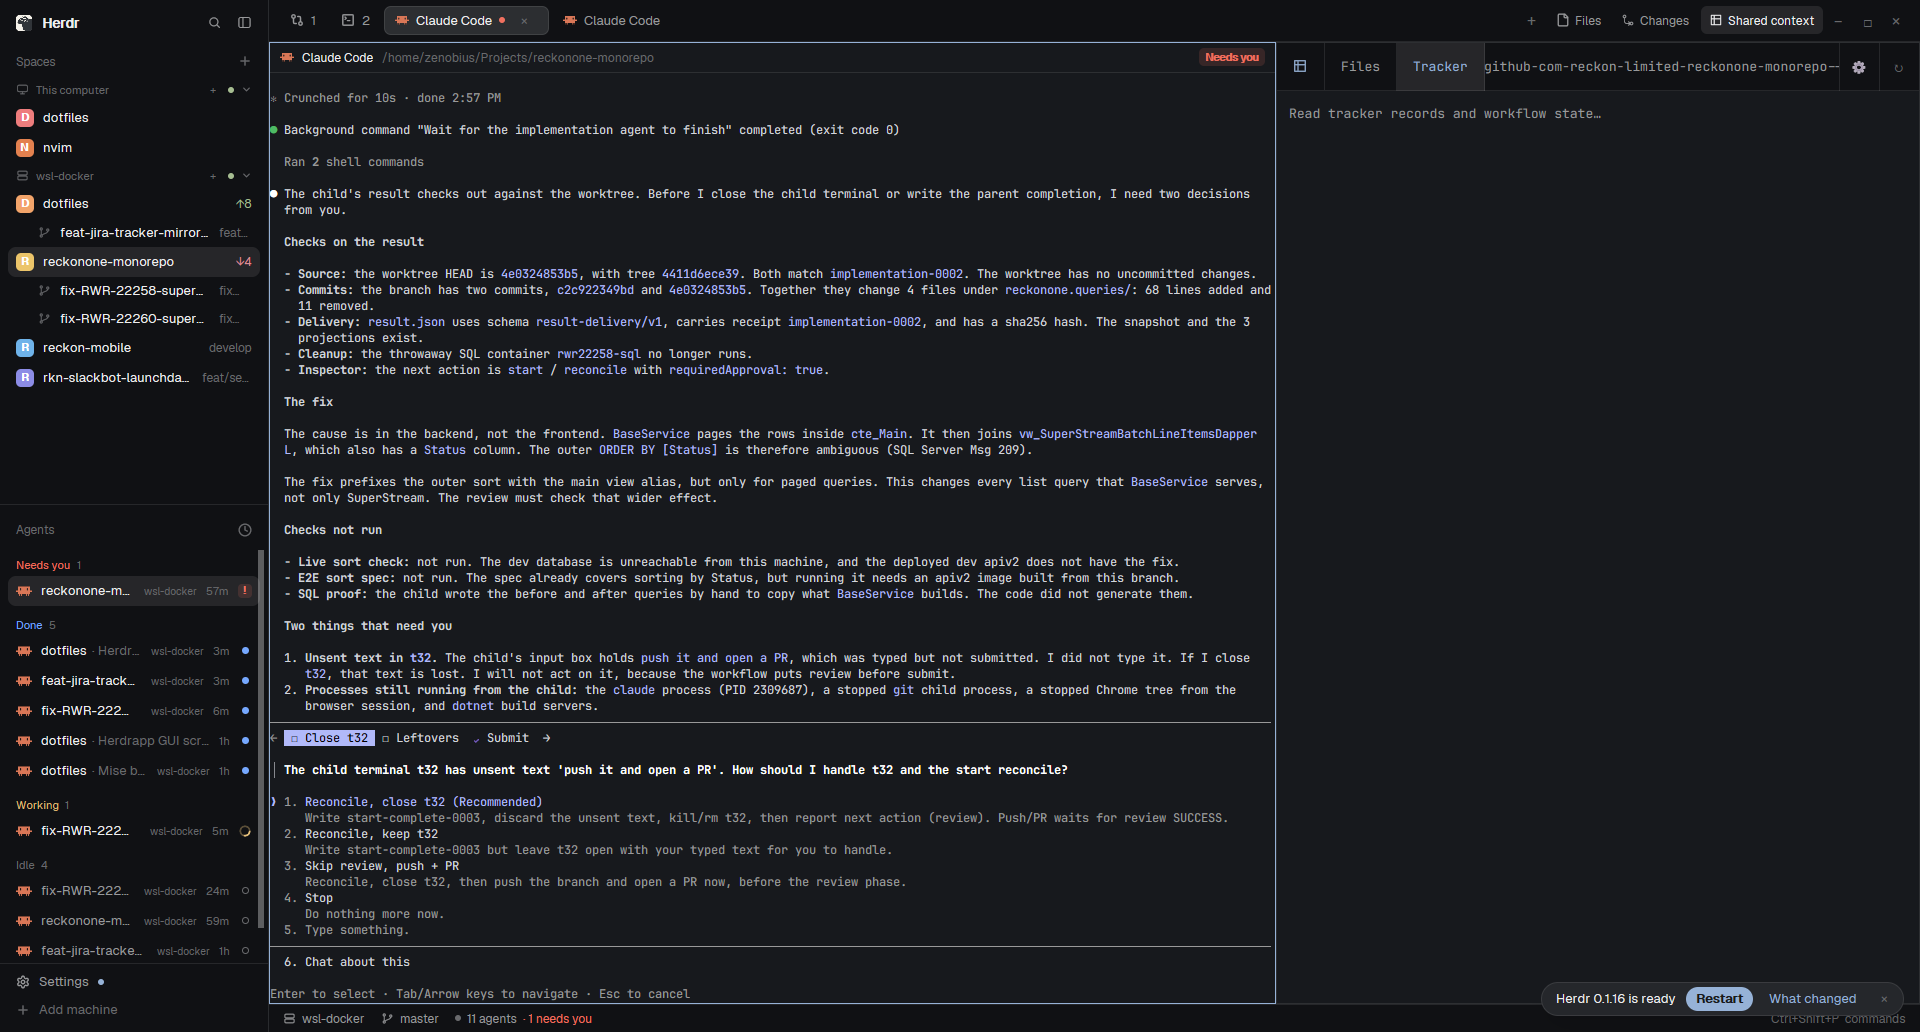 Herdr
Spaces
This computer
D dotfiles
N nvim
wsl-docker
D dotfiles ↑8
feat-jira-tracker-mirror… feat…
R reckonone-monorepo ↓4
fix-RWR-22258-super… fix…
fix-RWR-22260-super… fix…
R reckon-mobile develop
R rkn-slackbot-launchda… feat/se…
Agents
Needs you 1
reckonone-m… wsl-docker 57m !
Done 5
dotfiles · Herdr… wsl-docker 3m
feat-jira-track… wsl-docker 3m
fix-RWR-222… wsl-docker 6m
dotfiles · Herdrapp GUI scr… 1h
dotfiles · Mise b… wsl-docker 1h
Working 1
fix-RWR-222… wsl-docker 5m
Idle 4
fix-RWR-222… wsl-docker 24m
reckonone-m… wsl-docker 59m
feat-jira-tracke… wsl-docker 1h
Settings
+ Add machine
1 2 Claude Code × Claude Code + Files Changes Shared context
Claude Code /home/zenobius/Projects/reckonone-monorepo Needs you
Crunched for 10s · done 2:57 PM
Background command "Wait for the implementation agent to finish" completed (exit code 0)
Ran 2 shell commands
The child's result checks out against the worktree. Before I close the child terminal or write the parent completion, I need two decisions
from you.
Checks on the result
- Source: the worktree HEAD is 4e0324853b5, with tree 4411d6ece39. Both match implementation-0002. The worktree has no uncommitted changes.
- Commits: the branch has two commits, c2c922349bd and 4e0324853b5. Together they change 4 files under reckonone.queries/: 68 lines added and
11 removed.
- Delivery: result.json uses schema result-delivery/v1, carries receipt implementation-0002, and has a sha256 hash. The snapshot and the 3
projections exist.
- Cleanup: the throwaway SQL container rwr22258-sql no longer runs.
- Inspector: the next action is start / reconcile with requiredApproval: true.
The fix
The cause is in the backend, not the frontend. BaseService pages the rows inside cte_Main. It then joins vw_SuperStreamBatchLineItemsDapper
L, which also has a Status column. The outer ORDER BY [Status] is therefore ambiguous (SQL Server Msg 209).
The fix prefixes the outer sort with the main view alias, but only for paged queries. This changes every list query that BaseService serves,
not only SuperStream. The review must check that wider effect.
Checks not run
- Live sort check: not run. The dev database is unreachable from this machine, and the deployed dev apiv2 does not have the fix.
- E2E sort spec: not run. The spec already covers sorting by Status, but running it needs an apiv2 image built from this branch.
- SQL proof: the child wrote the before and after queries by hand to copy what BaseService builds. The code did not generate them.
Two things that need you
1. Unsent text in t32. The child's input box holds push it and open a PR, which was typed but not submitted. I did not type it. If I close
t32, that text is lost. I will not act on it, because the workflow puts review before submit.
2. Processes still running from the child: the claude process (PID 2309687), a stopped git child process, a stopped Chrome tree from the
browser session, and dotnet build servers.
← ☐ Close t32 ☐ Leftovers ✓ Submit →
The child terminal t32 has unsent text 'push it and open a PR'. How should I handle t32 and the start reconcile?
❯ 1. Reconcile, close t32 (Recommended)
Write start-complete-0003, discard the unsent text, kill/rm t32, then report next action (review). Push/PR waits for review SUCCESS.
2. Reconcile, keep t32
Write start-complete-0003 but leave t32 open with your typed text for you to handle.
3. Skip review, push + PR
Reconcile, close t32, then push the branch and open a PR now, before the review phase.
4. Stop
Do nothing more now.
5. Type something.
6. Chat about this
Enter to select · Tab/Arrow keys to navigate · Esc to cancel
Files Tracker github-com-reckon-limited-reckonone-monorepo--
Read tracker records and workflow state…
Herdr 0.1.16 is ready Restart What changed ×
wsl-docker master 11 agents · 1 needs you
Ctrl+Shift+P commands